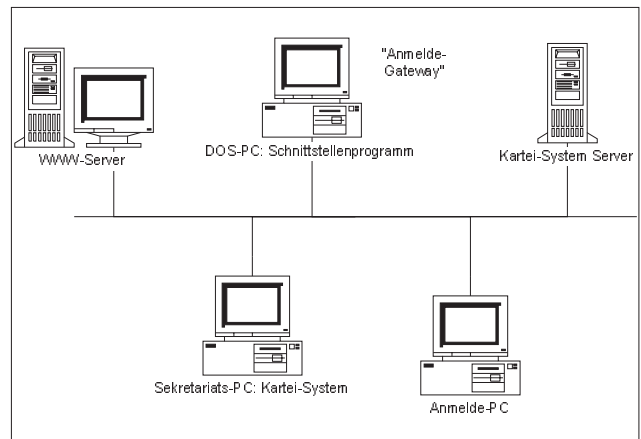 "Anmelde-
Gateway"
WWW-Server
DOS-PC: Schnittstellenprogramm
Kartei-System Server
Sekretariats-PC: Kartei-System
Anmelde-PC